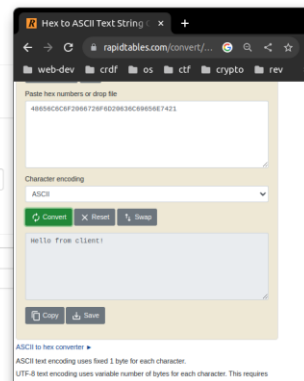 Hex to ASCII Text String C
rapidtables.com/convert/...
web-dev crdf os ctf crypto rev
Paste hex numbers or drop file
48656C6C6F2066726F6D20636C69656E7421
Character encoding
ASCII
Convert Reset Swap
Hello from client!
Copy Save
ASCII to hex converter ►
ASCII text encoding uses fixed 1 byte for each character.
UTF-8 text encoding uses variable number of bytes for each character. This requires